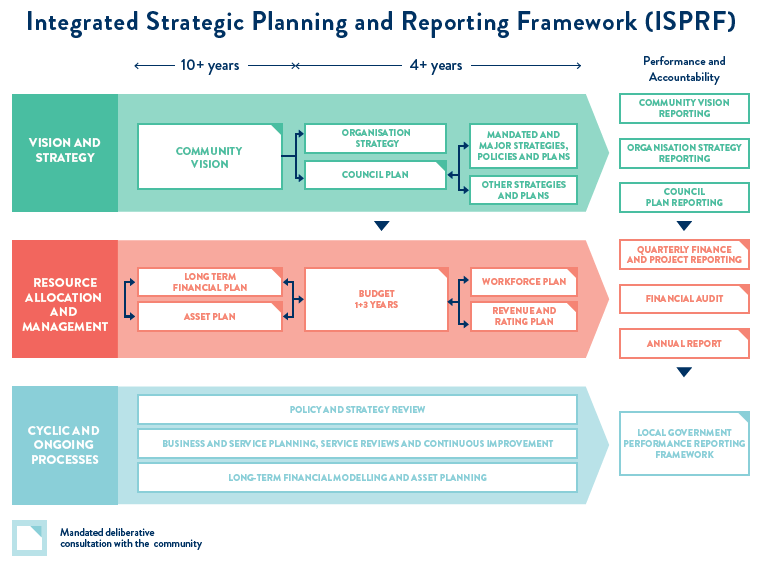 Integrated Strategic Planning and Reporting Framework (ISPRF)
10+ years
4+ years
Performance and
Accountability
VISION AND
STRATEGY
COMMUNITY
VISION
ORGANISATION
STRATEGY
COUNCIL PLAN
MANDATED AND
MAJOR STRATEGIES,
POLICIES AND PLANS
OTHER STRATEGIES
AND PLANS
COMMUNITY VISION
REPORTING
ORGANISATION STRATEGY
REPORTING
COUNCIL
PLAN REPORTING
RESOURCE
ALLOCATION
AND
MANAGEMENT
LONG TERM
FINANCIAL PLAN
ASSET PLAN
BUDGET
1+3 YEARS
WORKFORCE PLAN
REVENUE AND
RATING PLAN
QUARTERLY FINANCE
AND PROJECT REPORTING
FINANCIAL AUDIT
ANNUAL REPORT
CYCLIC AND
ONGOING
PROCESSES
POLICY AND STRATEGY REVIEW
BUSINESS AND SERVICE PLANNING, SERVICE REVIEWS AND CONTINUOUS IMPROVEMENT
LONG-TERM FINANCIAL MODELLING AND ASSET PLANNING
LOCAL GOVERNMENT
PERFORMANCE REPORTING
FRAMEWORK
Mandated deliberative
consultation with the community